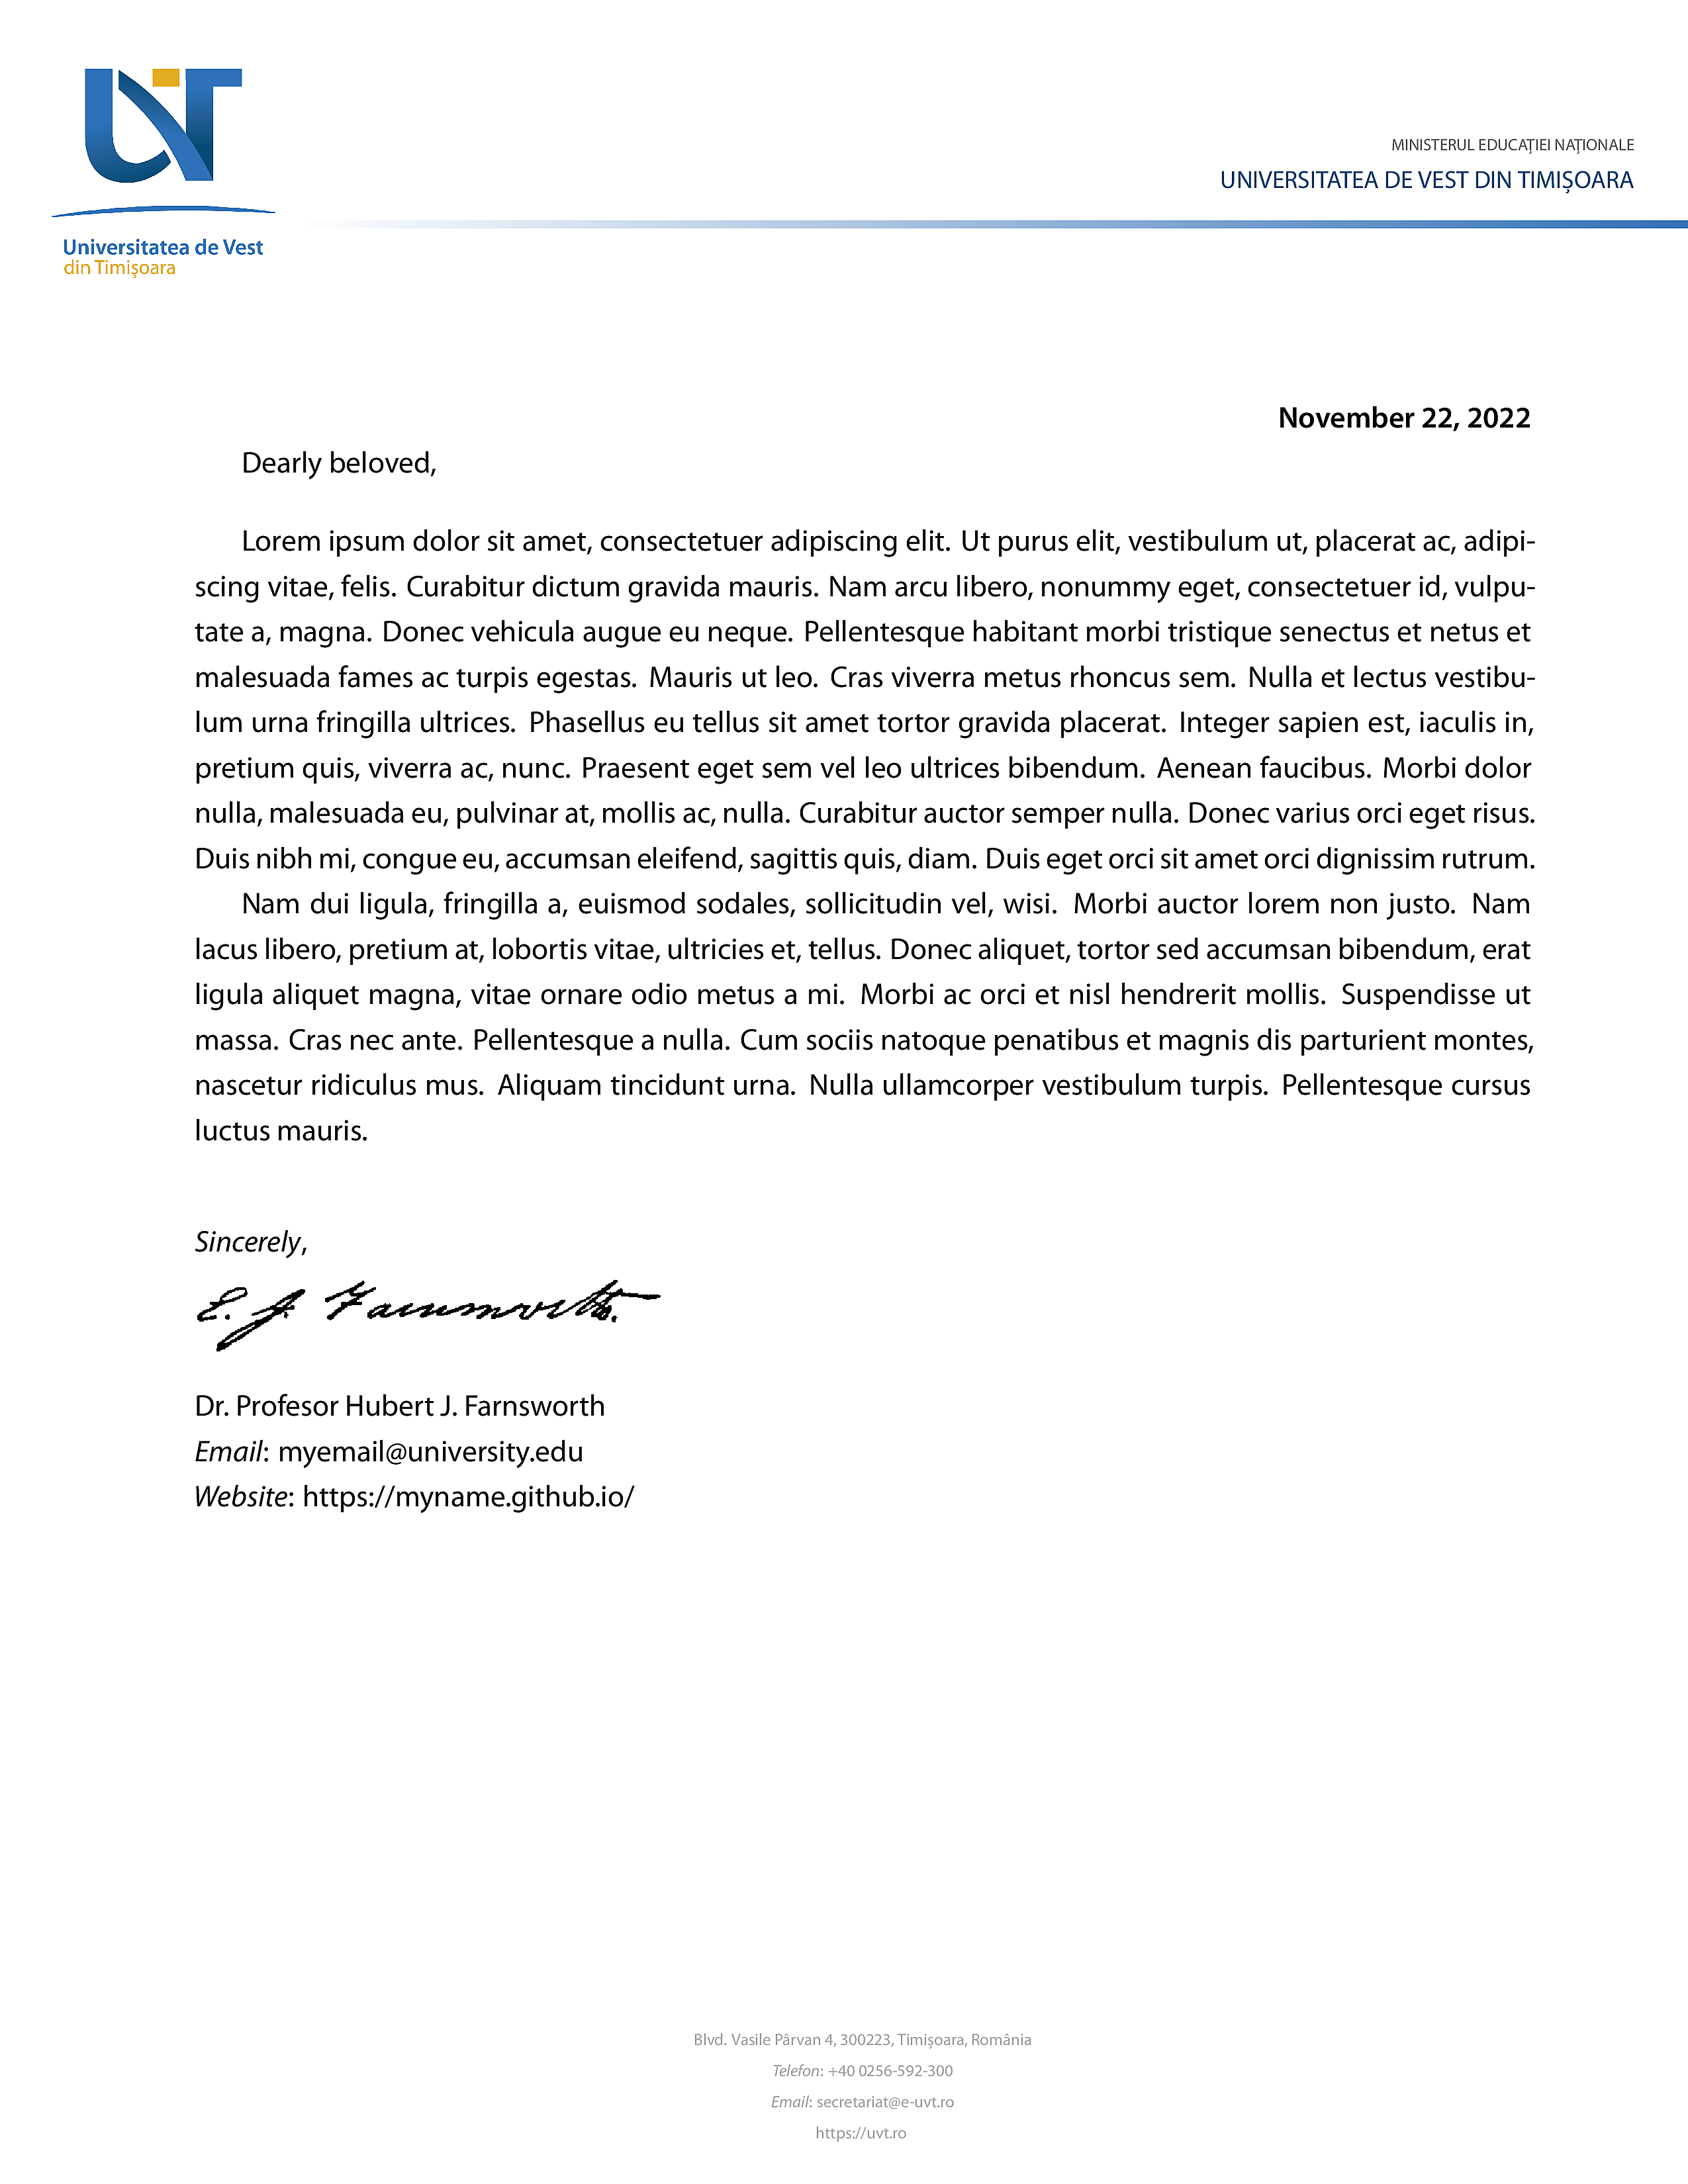 UVT
Universitatea de Vest
din Timişoara
MINISTERUL EDUCAŢIEI NAŢIONALE
UNIVERSITATEA DE VEST DIN TIMIŞOARA
November 22, 2022
Dearly beloved,
Lorem ipsum dolor sit amet, consectetuer adipiscing elit. Ut purus elit, vestibulum ut, placerat ac, adipi-
scing vitae, felis. Curabitur dictum gravida mauris. Nam arcu libero, nonummy eget, consectetuer id, vulpu-
tate a, magna. Donec vehicula augue eu neque. Pellentesque habitant morbi tristique senectus et netus et
malesuada fames ac turpis egestas. Mauris ut leo. Cras viverra metus rhoncus sem. Nulla et lectus vestibu-
lum urna fringilla ultrices. Phasellus eu tellus sit amet tortor gravida placerat. Integer sapien est, iaculis in,
pretium quis, viverra ac, nunc. Praesent eget sem vel leo ultrices bibendum. Aenean faucibus. Morbi dolor
nulla, malesuada eu, pulvinar at, mollis ac, nulla. Curabitur auctor semper nulla. Donec varius orci eget risus.
Duis nibh mi, congue eu, accumsan eleifend, sagittis quis, diam. Duis eget orci sit amet orci dignissim rutrum.
Nam dui ligula, fringilla a, euismod sodales, sollicitudin vel, wisi. Morbi auctor lorem non justo. Nam
lacus libero, pretium at, lobortis vitae, ultricies et, tellus. Donec aliquet, tortor sed accumsan bibendum, erat
ligula aliquet magna, vitae ornare odio metus a mi. Morbi ac orci et nisl hendrerit mollis. Suspendisse ut
massa. Cras nec ante. Pellentesque a nulla. Cum sociis natoque penatibus et magnis dis parturient montes,
nascetur ridiculus mus. Aliquam tincidunt urna. Nulla ullamcorper vestibulum turpis. Pellentesque cursus
luctus mauris.
Sincerely,
E. J. Farnsworth.
Dr. Profesor Hubert J. Farnsworth
Email: myemail@university.edu
Website: https://myname.github.io/
Blvd. Vasile Pârvan 4, 300223, Timișoara, România
Telefon: +40 0256-592-300
Email: secretariat@e-uvt.ro
https://uvt.ro